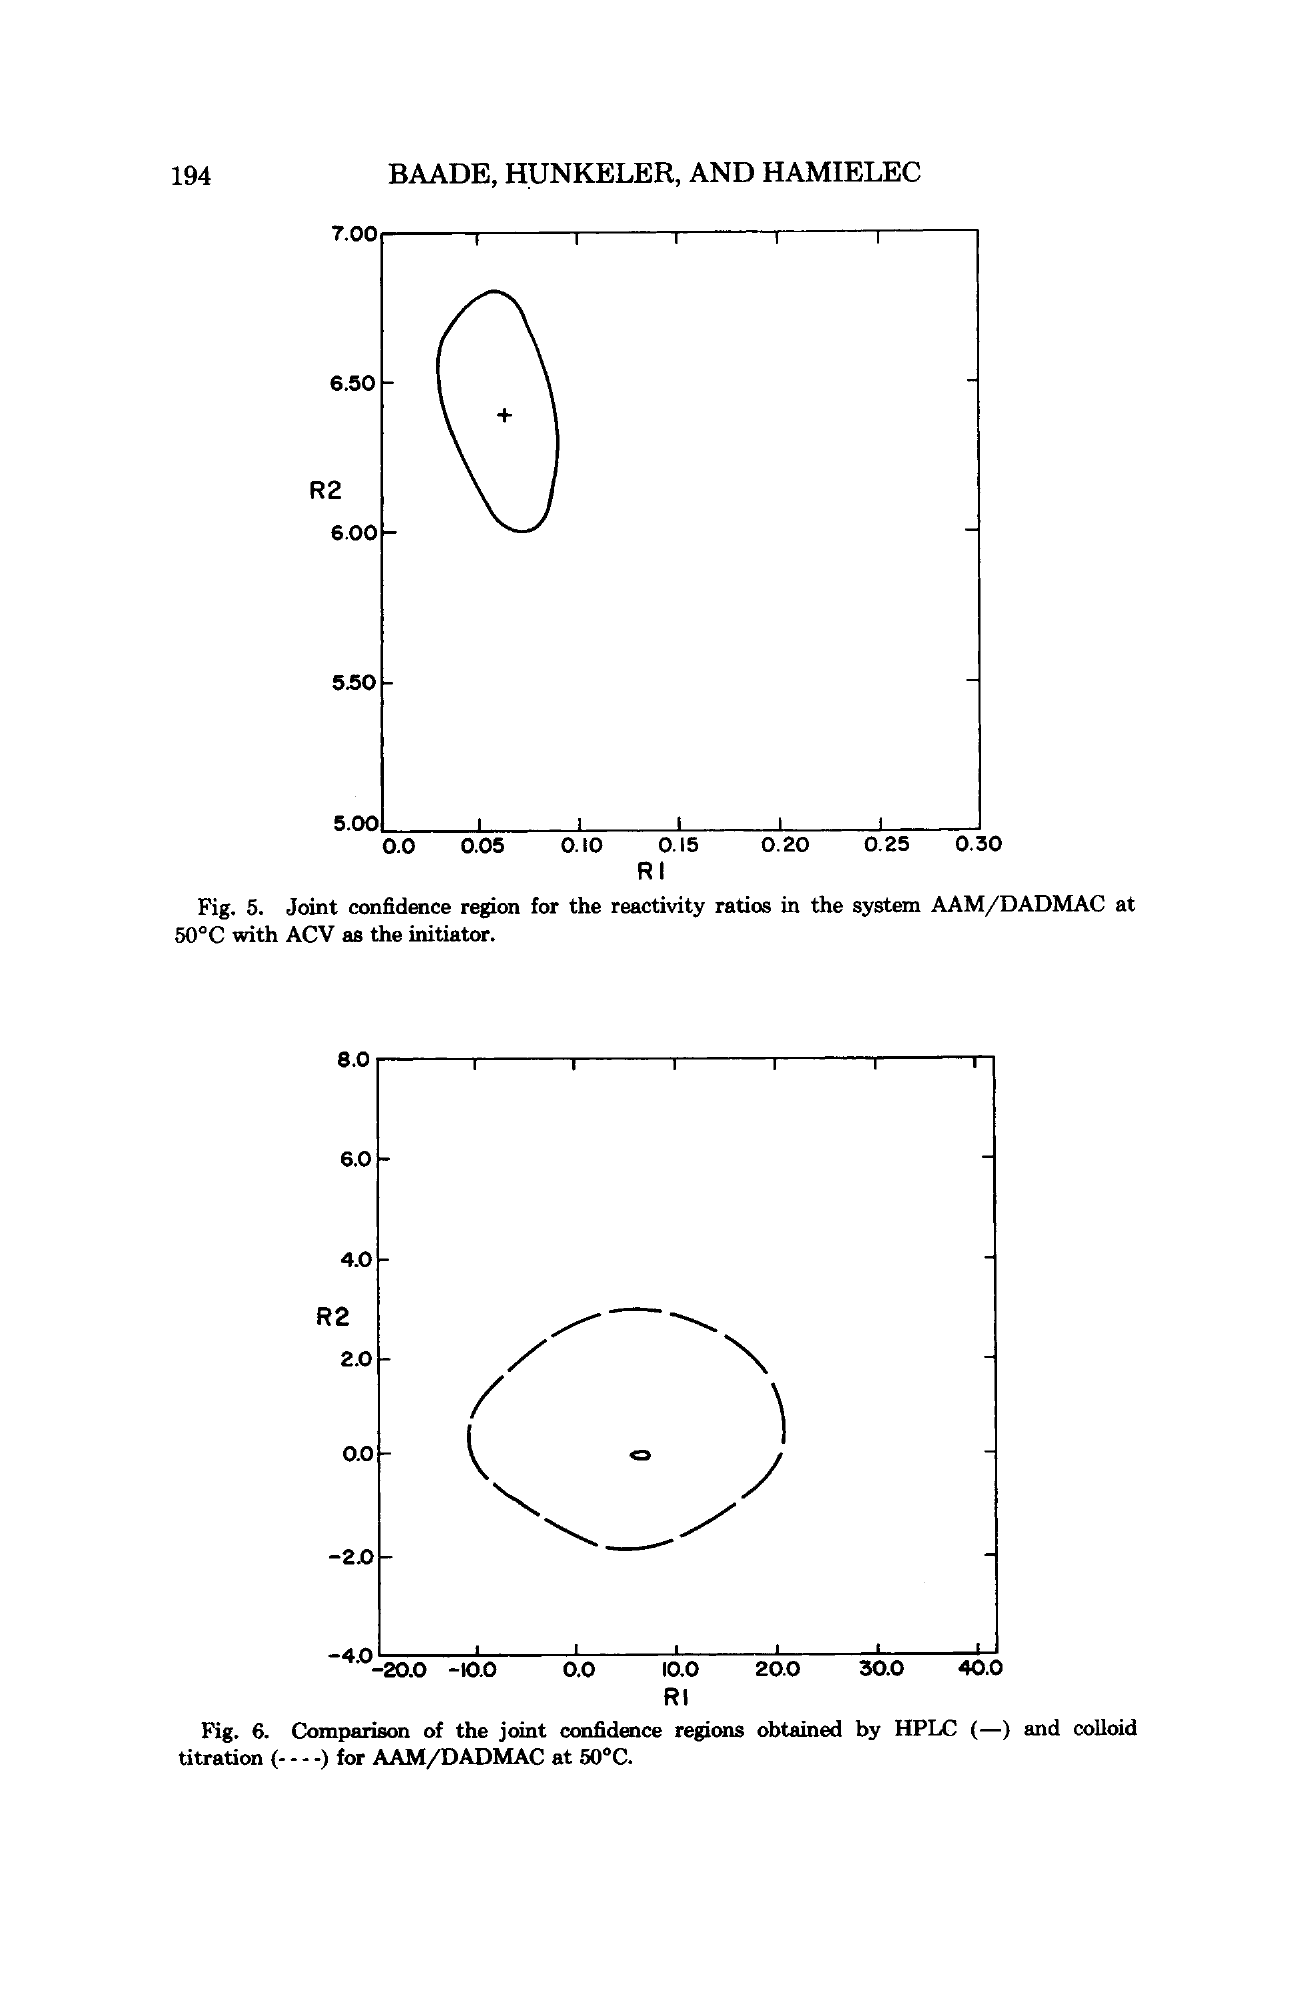 194
BAADE, HUNKELER, AND HAMIELEC
7.00
6.50
R2
6.00
5.50
5.00
0.0 0.05 0.10 0.15 0.20 0.25 0.30
R1
Fig. 5. Joint confidence region for the reactivity ratios in the system AAM/DADMAC at
50°C with ACV as the initiator.
8.0
6.0
4.0
R2
2.0
0.0
-2.0
-4.0
-20.0 -10.0 0.0 10.0 20.0 30.0 40.0
R1
Fig. 6. Comparison of the joint confidence regions obtained by HPLC (—) and colloid
titration (----) for AAM/DADMAC at 50°C.